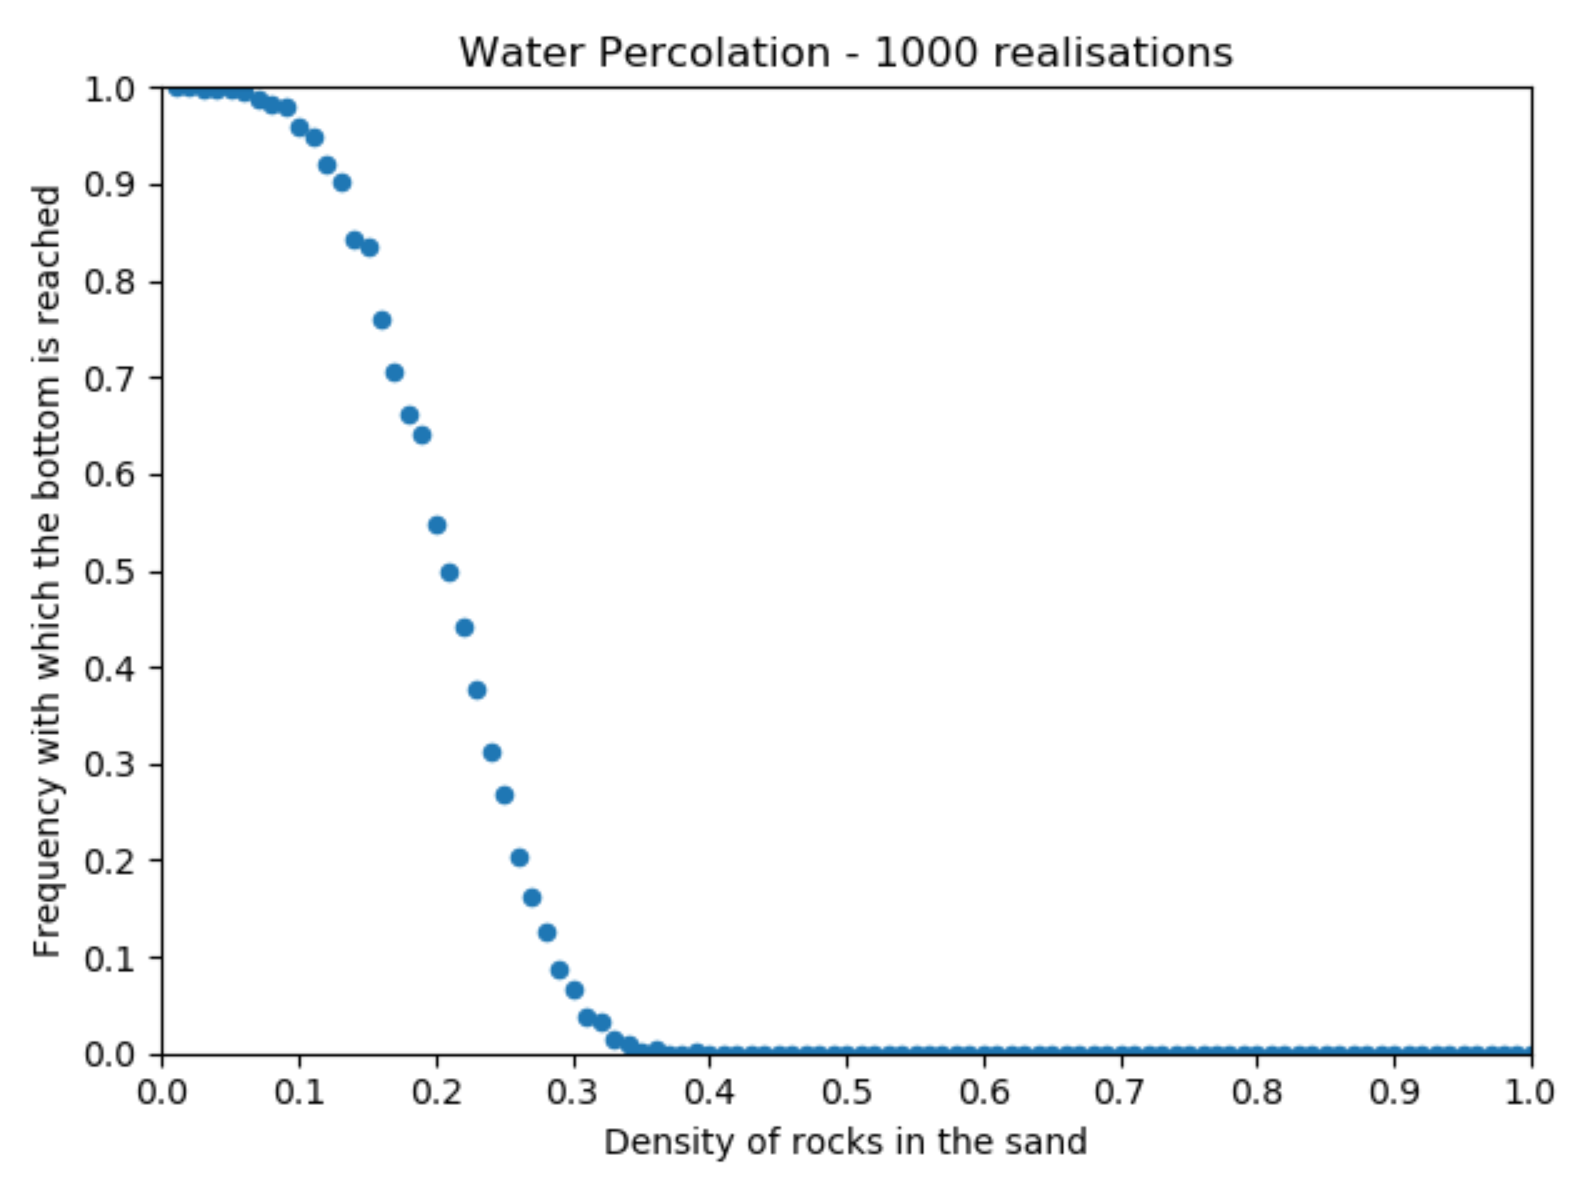 Water Percolation - 1000 realisations
Frequency with which the bottom is reached
1.0
0.9
0.8
0.7
0.6
0.5
0.4
0.3
0.2
0.1
0.0
0.0 0.1 0.2 0.3 0.4 0.5 0.6 0.7 0.8 0.9 1.0
Density of rocks in the sand